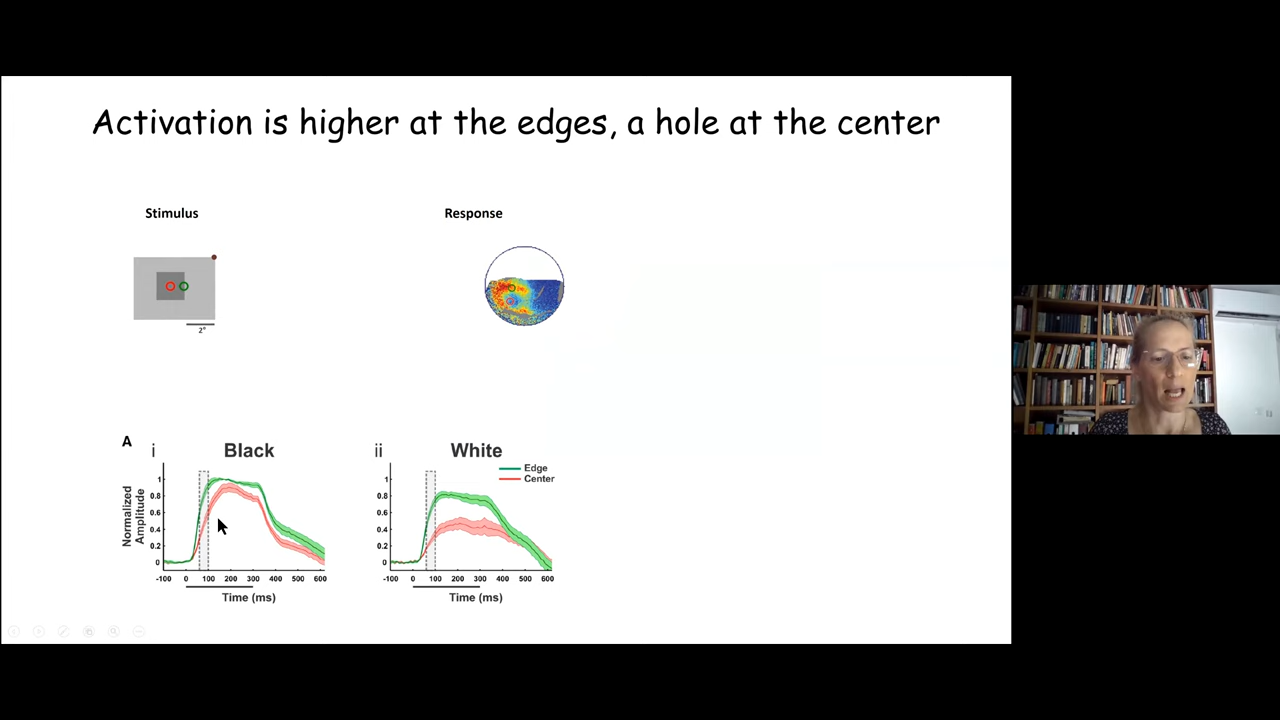 Activation is higher at the edges, a hole at the center
Stimulus
Response
2°
A
i
Black
ii
White
Edge
Center
Normalized
Amplitude
1
0.8
0.6
0.4
0.2
0
-100 0 100 200 300 400 500 600
Time (ms)
1
0.8
0.6
0.4
0.2
0
-100 0 100 200 300 400 500 600
Time (ms)